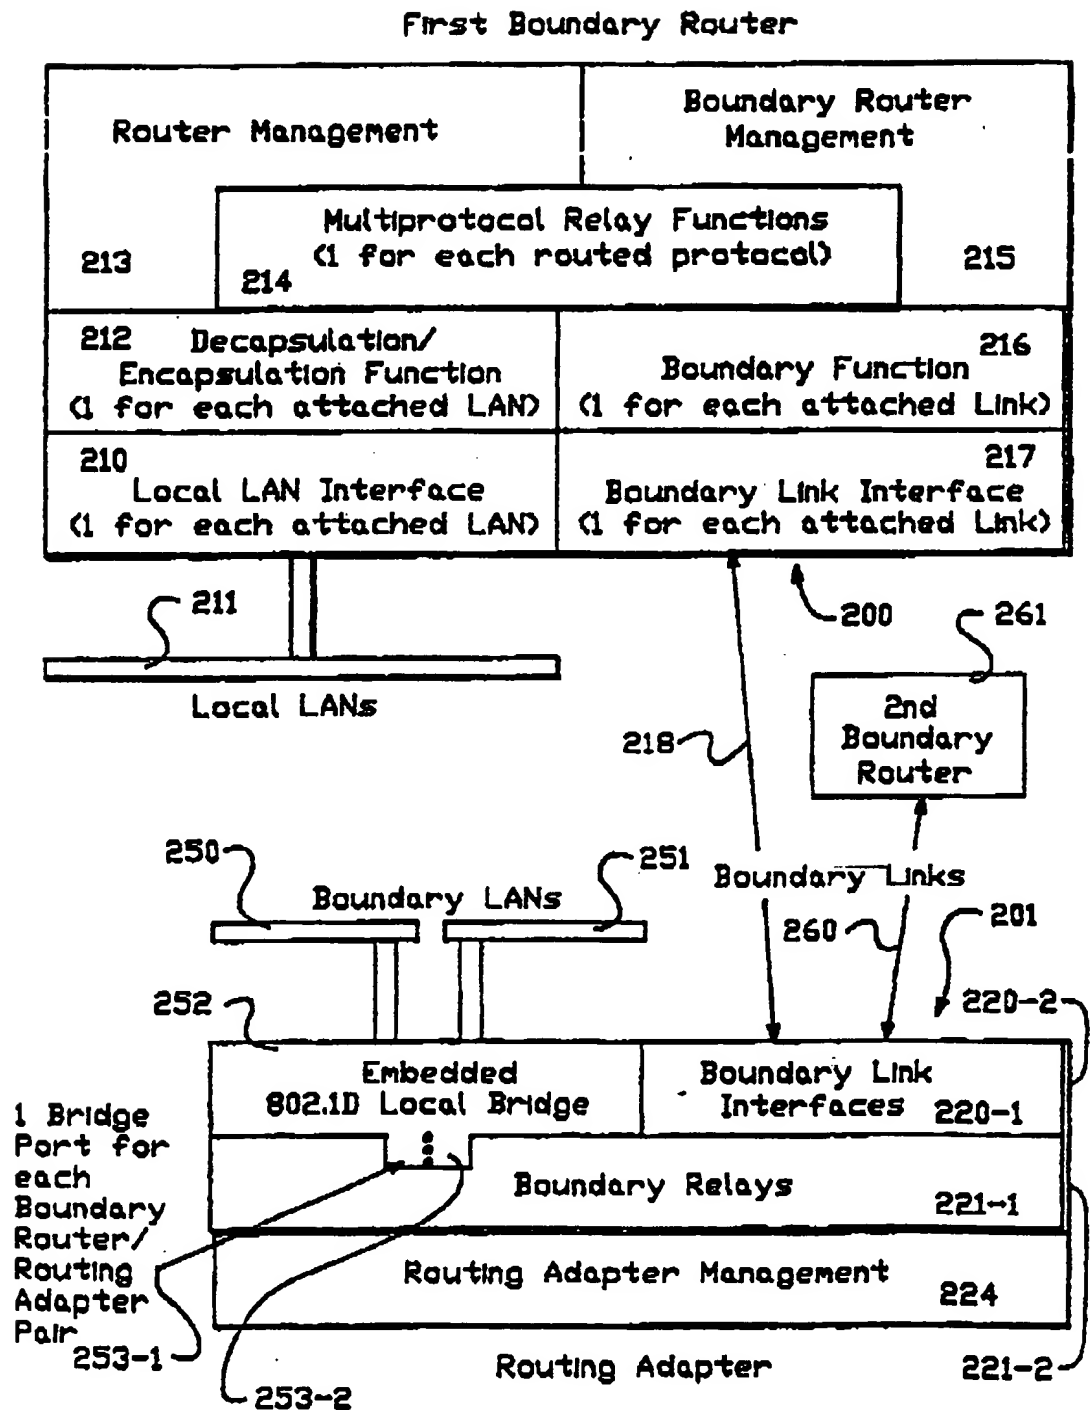 First Boundary Router
Router Management
Boundary Router
Management
Multiprotocol Relay Functions
(1 for each routed protocol)
213
214
215
212 Decapsulation/
Encapsulation Function
(1 for each attached LAN)
216
Boundary Function
(1 for each attached Link)
210
Local LAN Interface
(1 for each attached LAN)
217
Boundary Link Interface
(1 for each attached Link)
211
Local LANs
200
261
218
2nd
Boundary
Router
250
251
Boundary LANs
Boundary Links
260
201
252
220-2
Embedded
802.1D Local Bridge
Boundary Link
Interfaces
220-1
1 Bridge
Port for
each
Boundary
Router/
Routing
Adapter
Pair
Boundary Relays
221-1
Routing Adapter Management
224
253-1
253-2
Routing Adapter
221-2